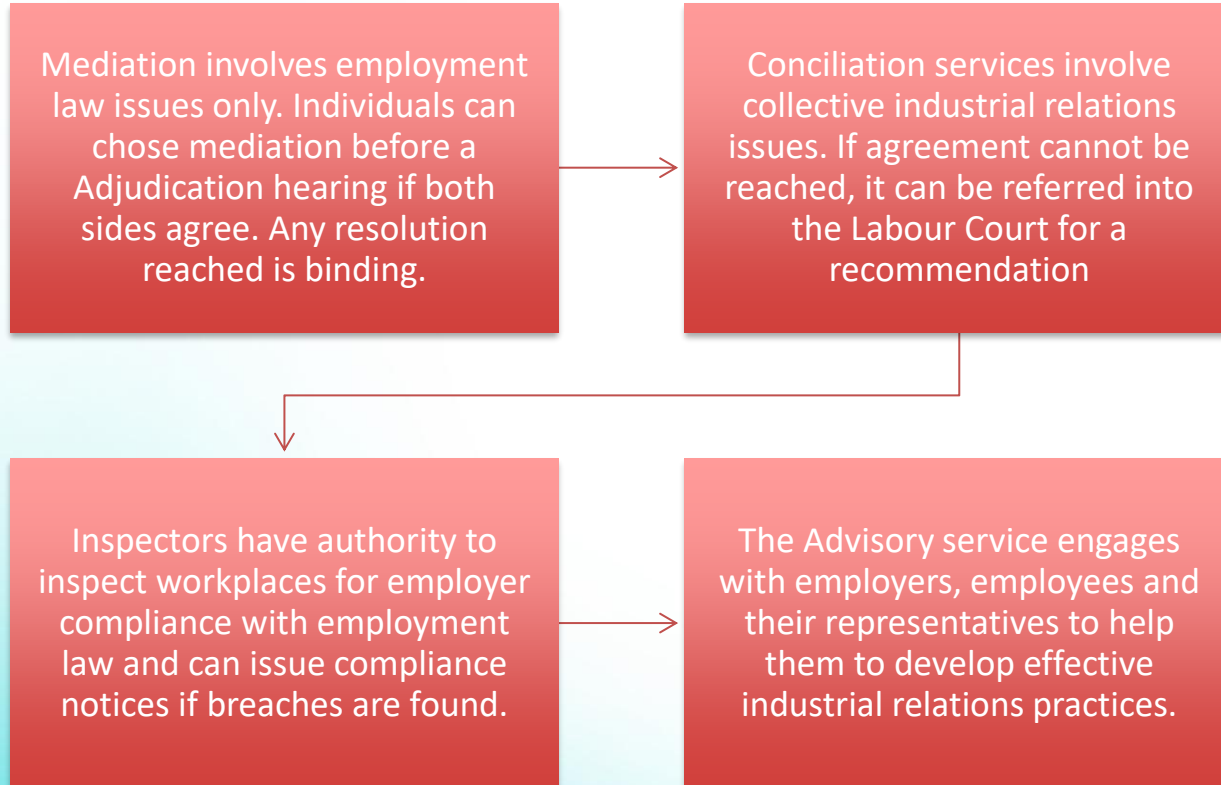 Mediation involves employment
law issues only. Individuals can
chose mediation before a
Adjudication hearing if both
sides agree. Any resolution
reached is binding.
Conciliation services involve
collective industrial relations
issues. If agreement cannot be
reached, it can be referred into
the Labour Court for a
recommendation
Inspectors have authority to
inspect workplaces for employer
compliance with employment
law and can issue compliance
notices if breaches are found.
The Advisory service engages
with employers, employees and
their representatives to help
them to develop effective
industrial relations practices.